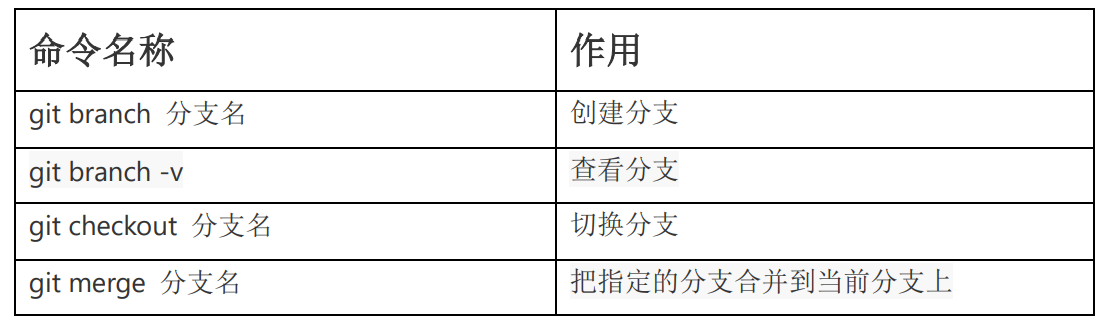 命令名称 作用
git branch 分支名 创建分支
git branch -v 查看分支
git checkout 分支名 切换分支
git merge 分支名 把指定的分支合并到当前分支上